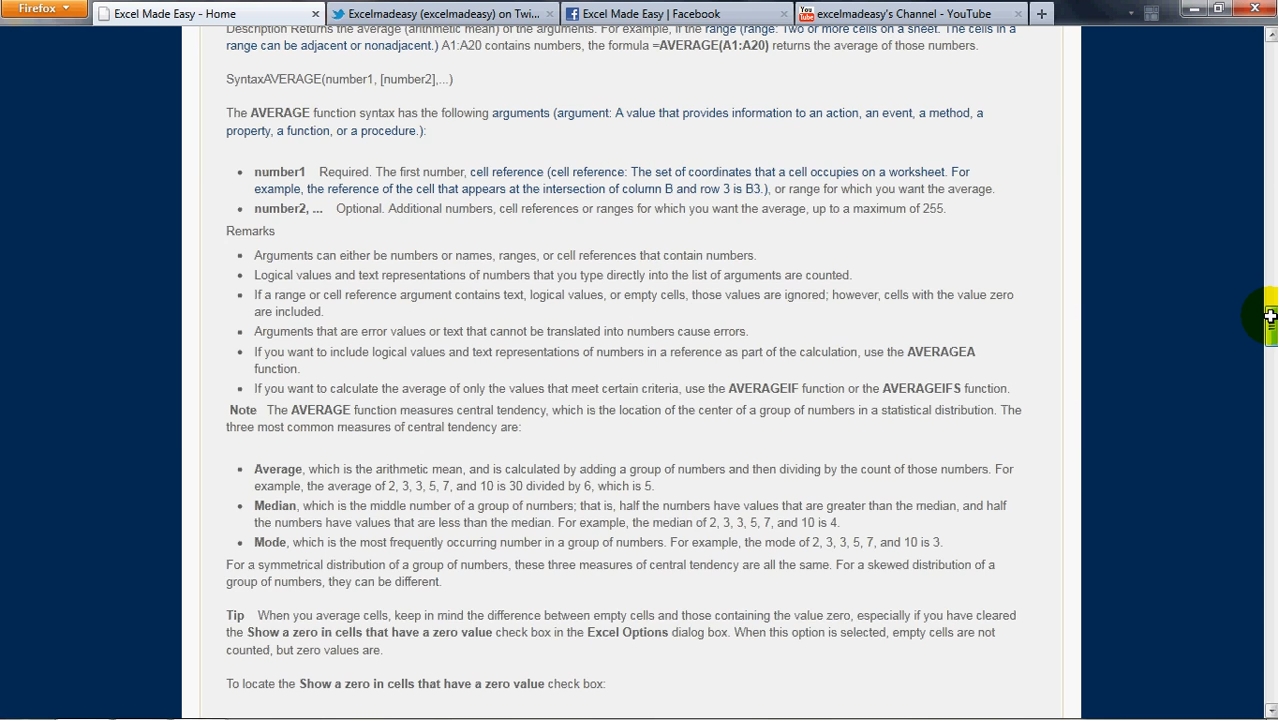 Firefox
Excel Made Easy - Home
Excelmadeasy (excelmadeasy) on Twi...
Excel Made Easy | Facebook
excelmadeasy's Channel - YouTube
Description Returns the average (arithmetic mean) of the arguments. For example, if the range (range: Two or more cells on a sheet. The cells in a
range can be adjacent or nonadjacent.) A1:A20 contains numbers, the formula =AVERAGE(A1:A20) returns the average of those numbers.
SyntaxAVERAGE(number1, [number2],...)
The AVERAGE function syntax has the following arguments (argument: A value that provides information to an action, an event, a method, a
property, a function, or a procedure.):
• number1 Required. The first number, cell reference (cell reference: The set of coordinates that a cell occupies on a worksheet. For
example, the reference of the cell that appears at the intersection of column B and row 3 is B3.), or range for which you want the average.
• number2, ... Optional. Additional numbers, cell references or ranges for which you want the average, up to a maximum of 255.
Remarks
• Arguments can either be numbers or names, ranges, or cell references that contain numbers.
• Logical values and text representations of numbers that you type directly into the list of arguments are counted.
• If a range or cell reference argument contains text, logical values, or empty cells, those values are ignored; however, cells with the value zero
are included.
• Arguments that are error values or text that cannot be translated into numbers cause errors.
• If you want to include logical values and text representations of numbers in a reference as part of the calculation, use the AVERAGEA
function.
• If you want to calculate the average of only the values that meet certain criteria, use the AVERAGEIF function or the AVERAGEIFS function.
Note The AVERAGE function measures central tendency, which is the location of the center of a group of numbers in a statistical distribution. The
three most common measures of central tendency are:
• Average, which is the arithmetic mean, and is calculated by adding a group of numbers and then dividing by the count of those numbers. For
example, the average of 2, 3, 3, 5, 7, and 10 is 30 divided by 6, which is 5.
• Median, which is the middle number of a group of numbers; that is, half the numbers have values that are greater than the median, and half
the numbers have values that are less than the median. For example, the median of 2, 3, 3, 5, 7, and 10 is 4.
• Mode, which is the most frequently occurring number in a group of numbers. For example, the mode of 2, 3, 3, 5, 7, and 10 is 3.
For a symmetrical distribution of a group of numbers, these three measures of central tendency are all the same. For a skewed distribution of a
group of numbers, they can be different.
Tip When you average cells, keep in mind the difference between empty cells and those containing the value zero, especially if you have cleared
the Show a zero in cells that have a zero value check box in the Excel Options dialog box. When this option is selected, empty cells are not
counted, but zero values are.
To locate the Show a zero in cells that have a zero value check box: